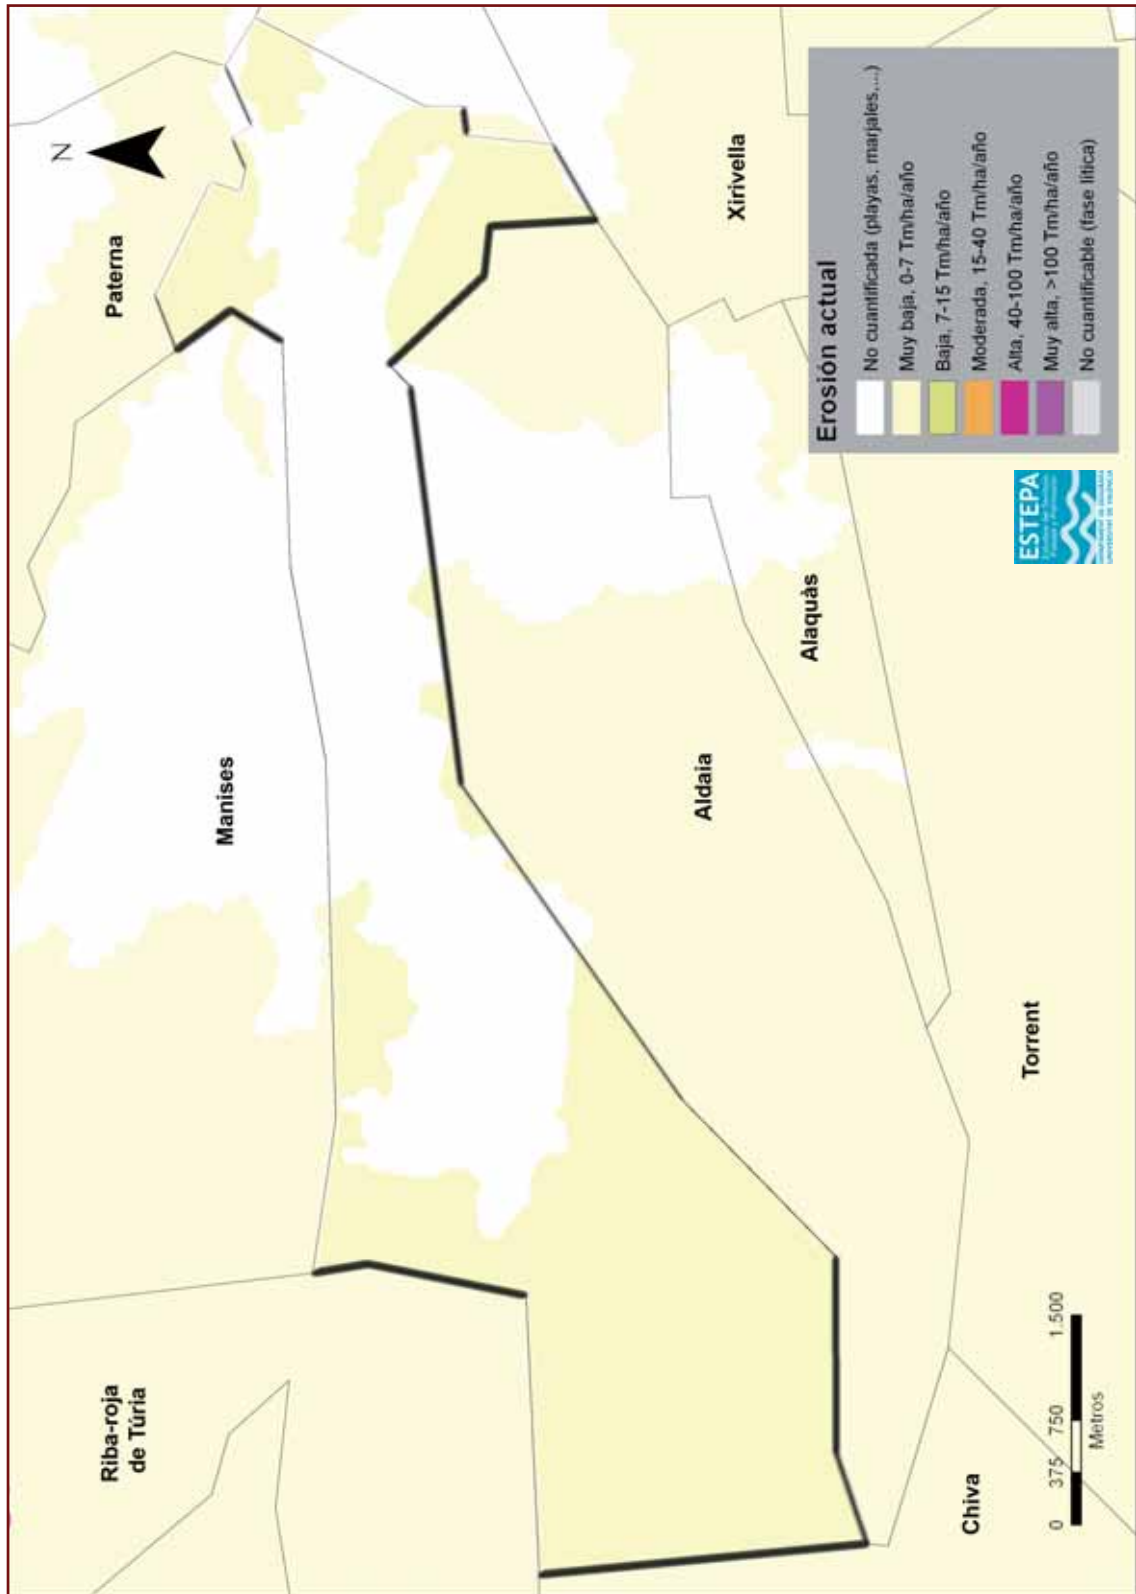 N
Paterna
Manises
Riba-roja
de Túria
Xirivella
Aldaia
Alaquàs
Torrent
Chiva
Erosión actual
No cuantificada (playas, marjales,...)
Muy baja, 0-7 Tm/ha/año
Baja, 7-15 Tm/ha/año
Moderada, 15-40 Tm/ha/año
Alta, 40-100 Tm/ha/año
Muy alta, >100 Tm/ha/año
No cuantificable (fase lítica)
ESTEPA
0 375 750 1.500
Metros